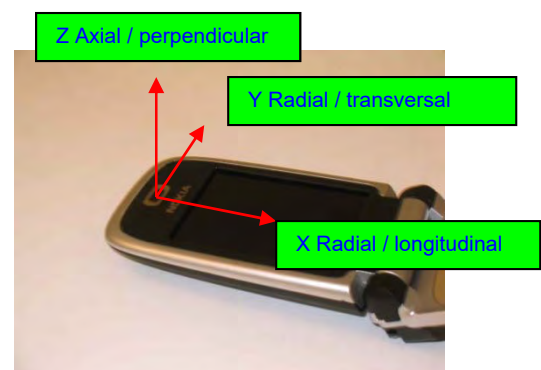 Z Axial / perpendicular
Y Radial / transversal
NOKIA
X Radial / longitudinal